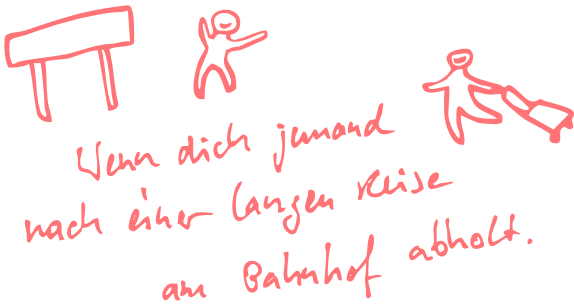 Wenn dich jemand
nach einer langen Reise
am Bahnhof abholt.